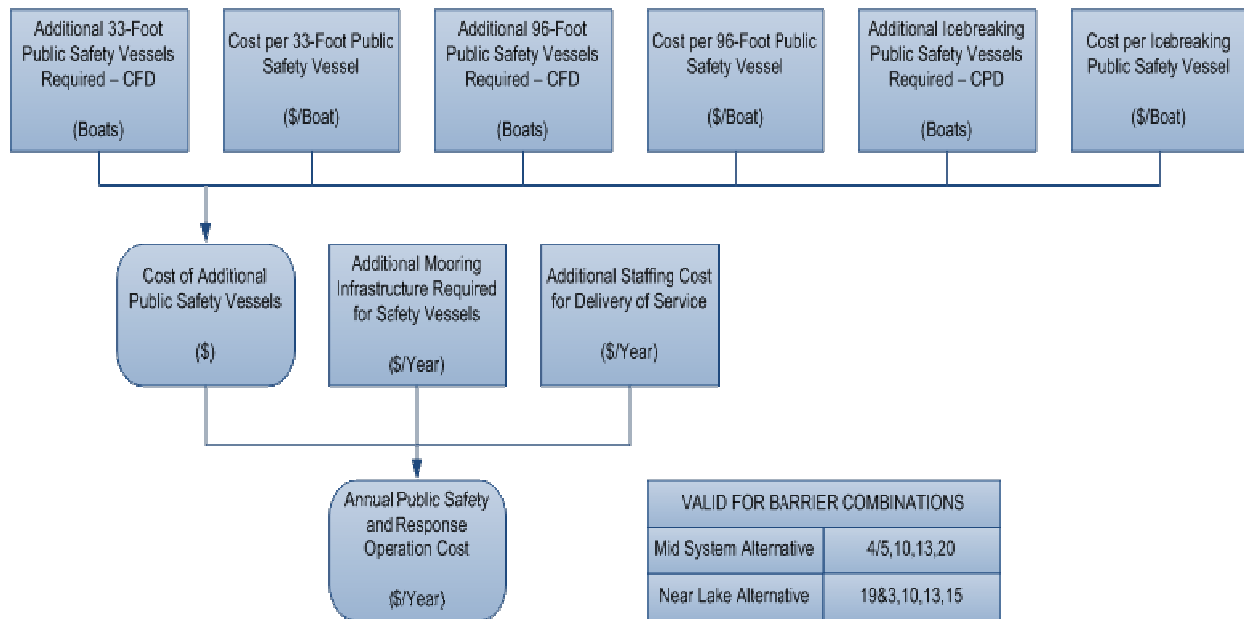 Additional 33-Foot
Public Safety Vessels
Required – CFD
(Boats)
Cost per 33-Foot Public
Safety Vessel
($/Boat)
Additional 96-Foot
Public Safety Vessels
Required – CFD
(Boats)
Cost per 96-Foot Public
Safety Vessel
($/Boat)
Additional Icebreaking
Public Safety Vessels
Required – CPD
(Boats)
Cost per Icebreaking
Public Safety Vessel
($/Boat)
Cost of Additional
Public Safety Vessels
($)
Additional Mooring
Infrastructure Required
for Safety Vessels
($/Year)
Additional Staffing Cost
for Delivery of Service
($/Year)
Annual Public Safety
and Response
Operation Cost
($/Year)
VALID FOR BARRIER COMBINATIONS
Mid System Alternative 4/5,10,13,20
Near Lake Alternative 19&3,10,13,15